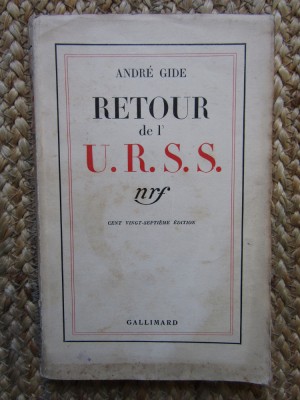 ANDRÉ GIDE
RETOUR
de l'
U.R.S.S.
nrf
CENT VINGT-SEPTIÈME ÉDITION
GALLIMARD